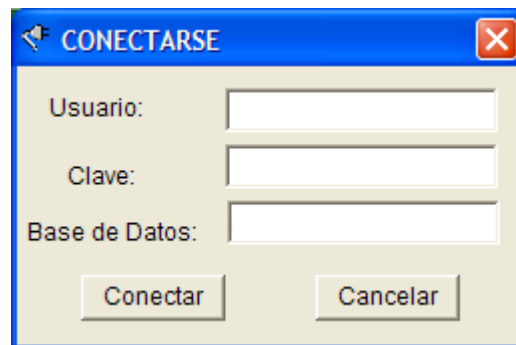 CONECTARSE
Usuario:
Clave:
Base de Datos:
Conectar Cancelar